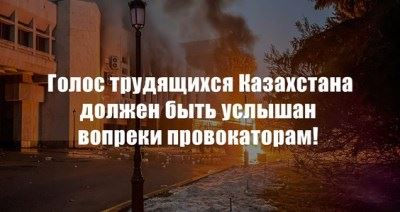 Голос трудящихся Казахстана
должен быть услышан
вопреки провокаторам!